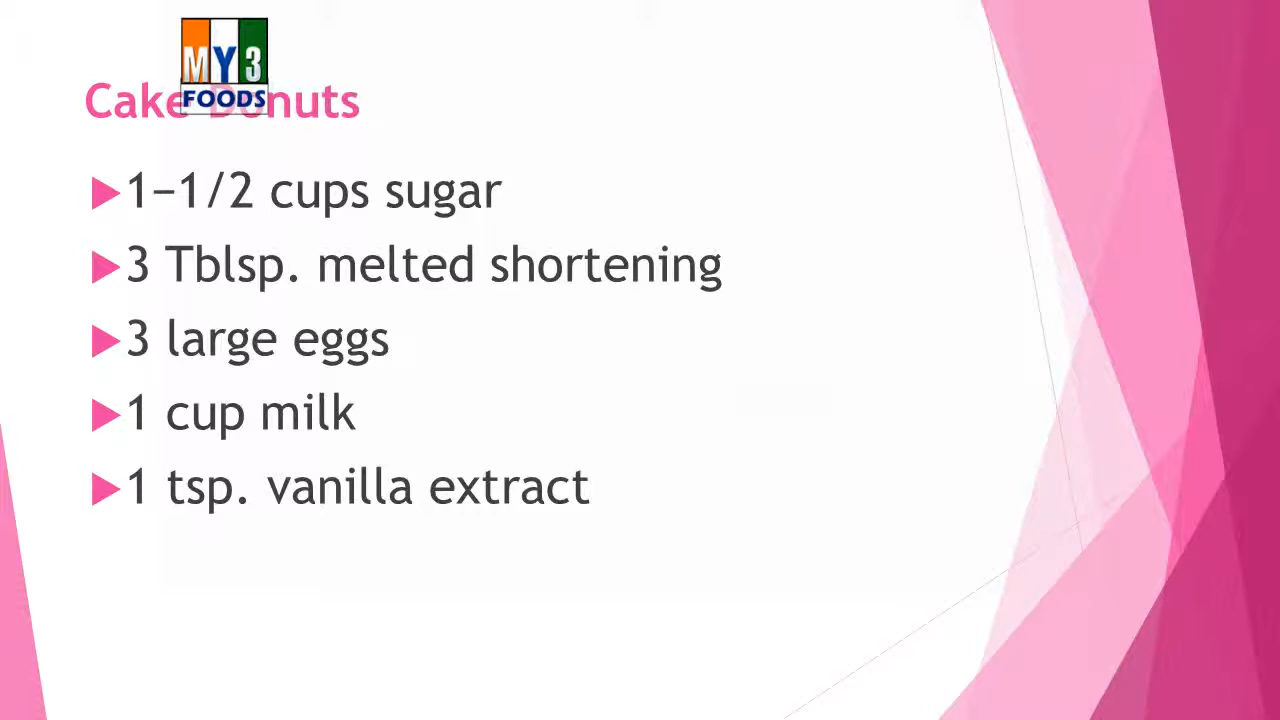 MY3
FOODS
Cake Donuts
1−1/2 cups sugar
3 Tblsp. melted shortening
3 large eggs
1 cup milk
1 tsp. vanilla extract